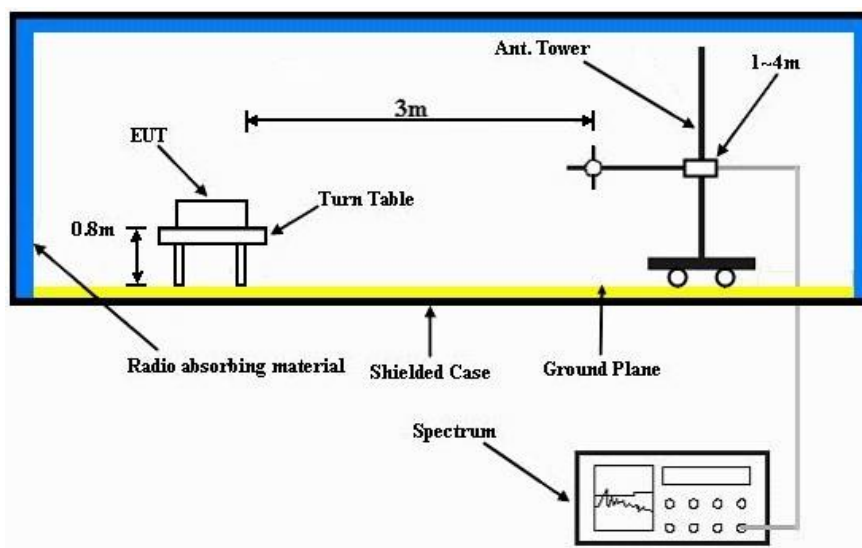 Ant. Tower
1~4m
3m
EUT
Turn Table
0.8m
Radio absorbing material
Shielded Case
Ground Plane
Spectrum